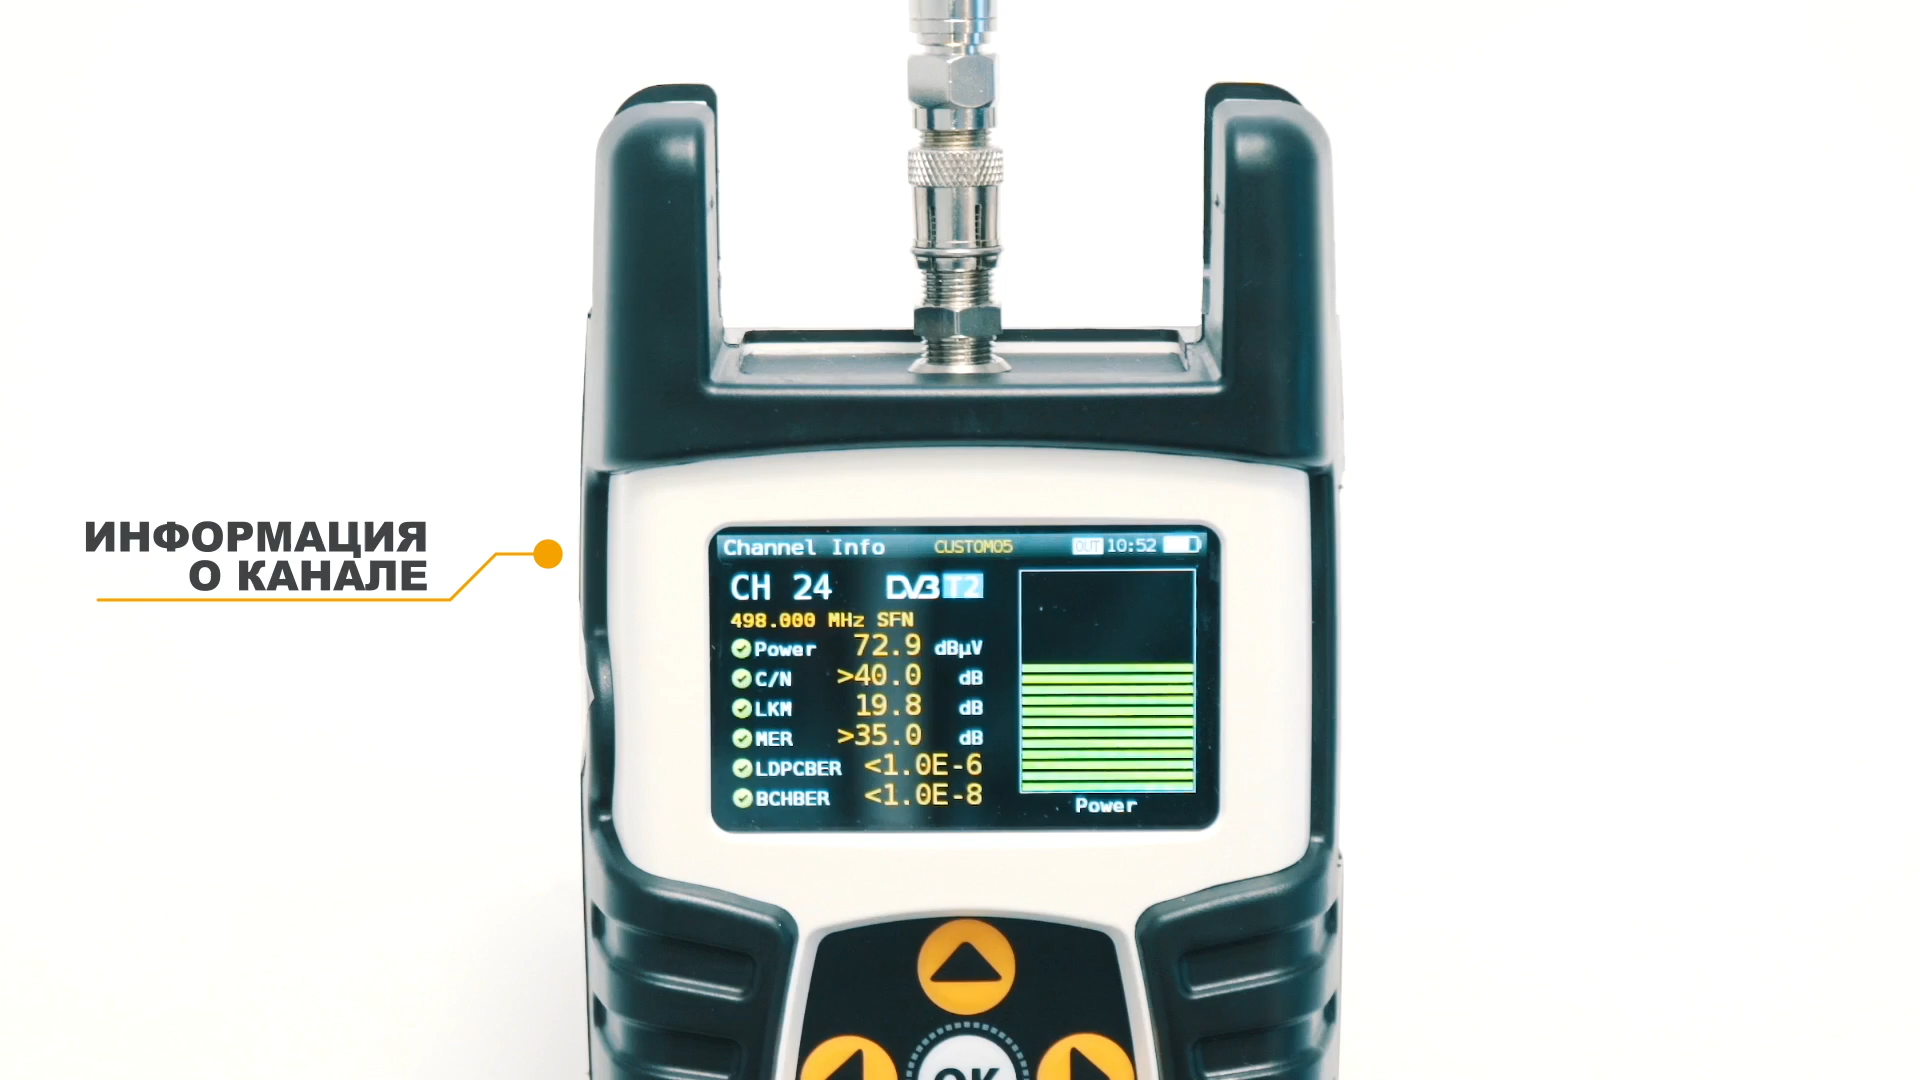 ИНФОРМАЦИЯ
О КАНАЛЕ
Channel Info CUSTOM05 OUT 10:52
CH 24 DVB T2
498.000 MHz SFN
Power 72.9 dBµV
C/N >40.0 dB
LKM 19.8 dB
MER >35.0 dB
LDPCBER <1.0E-6
BCHBER <1.0E-8
Power
OK